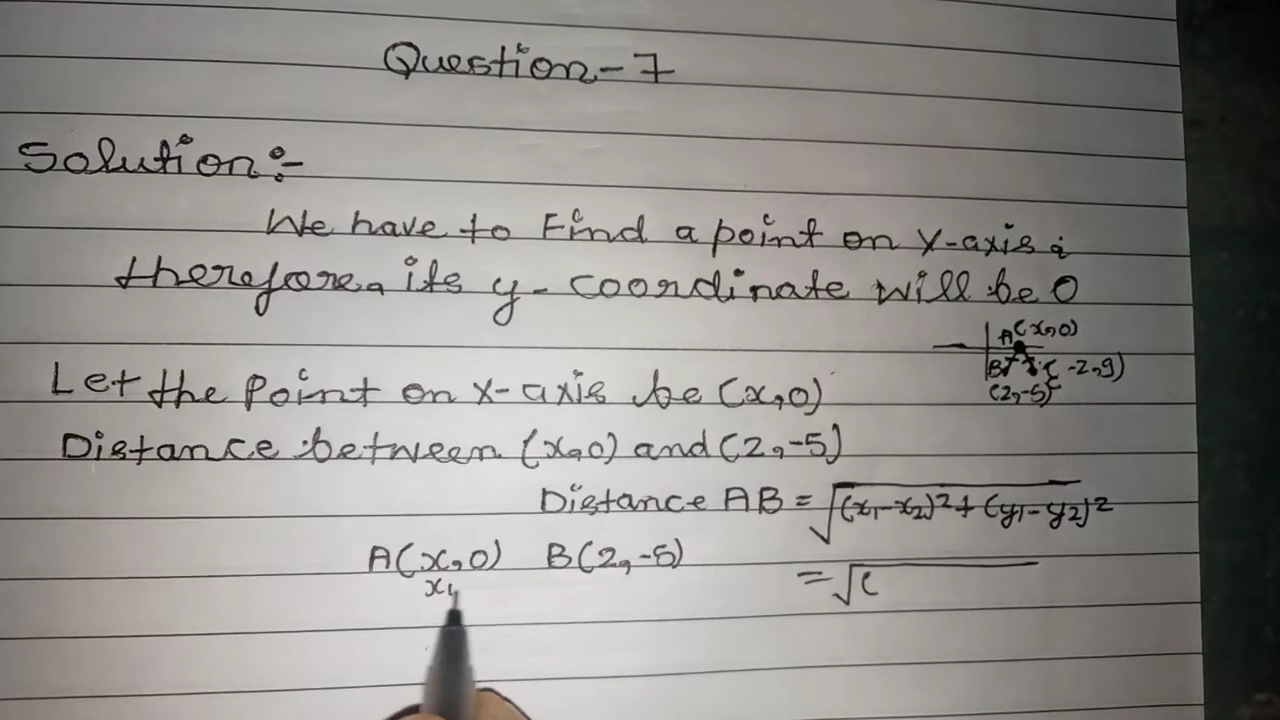 Question-7
Solution:-
We have to Find a point on x-axis;
therefore, its y-coordinate will be 0
A(x,0)
B (-2,9)
(2,-5)
Let the Point on x-axis be (x,0)
Distance between (x,0) and (2,-5)
Distance AB = √(x₁-x₂)²+(y₁-y₂)²
A(x,0) B(2,-5) = √(
x₁